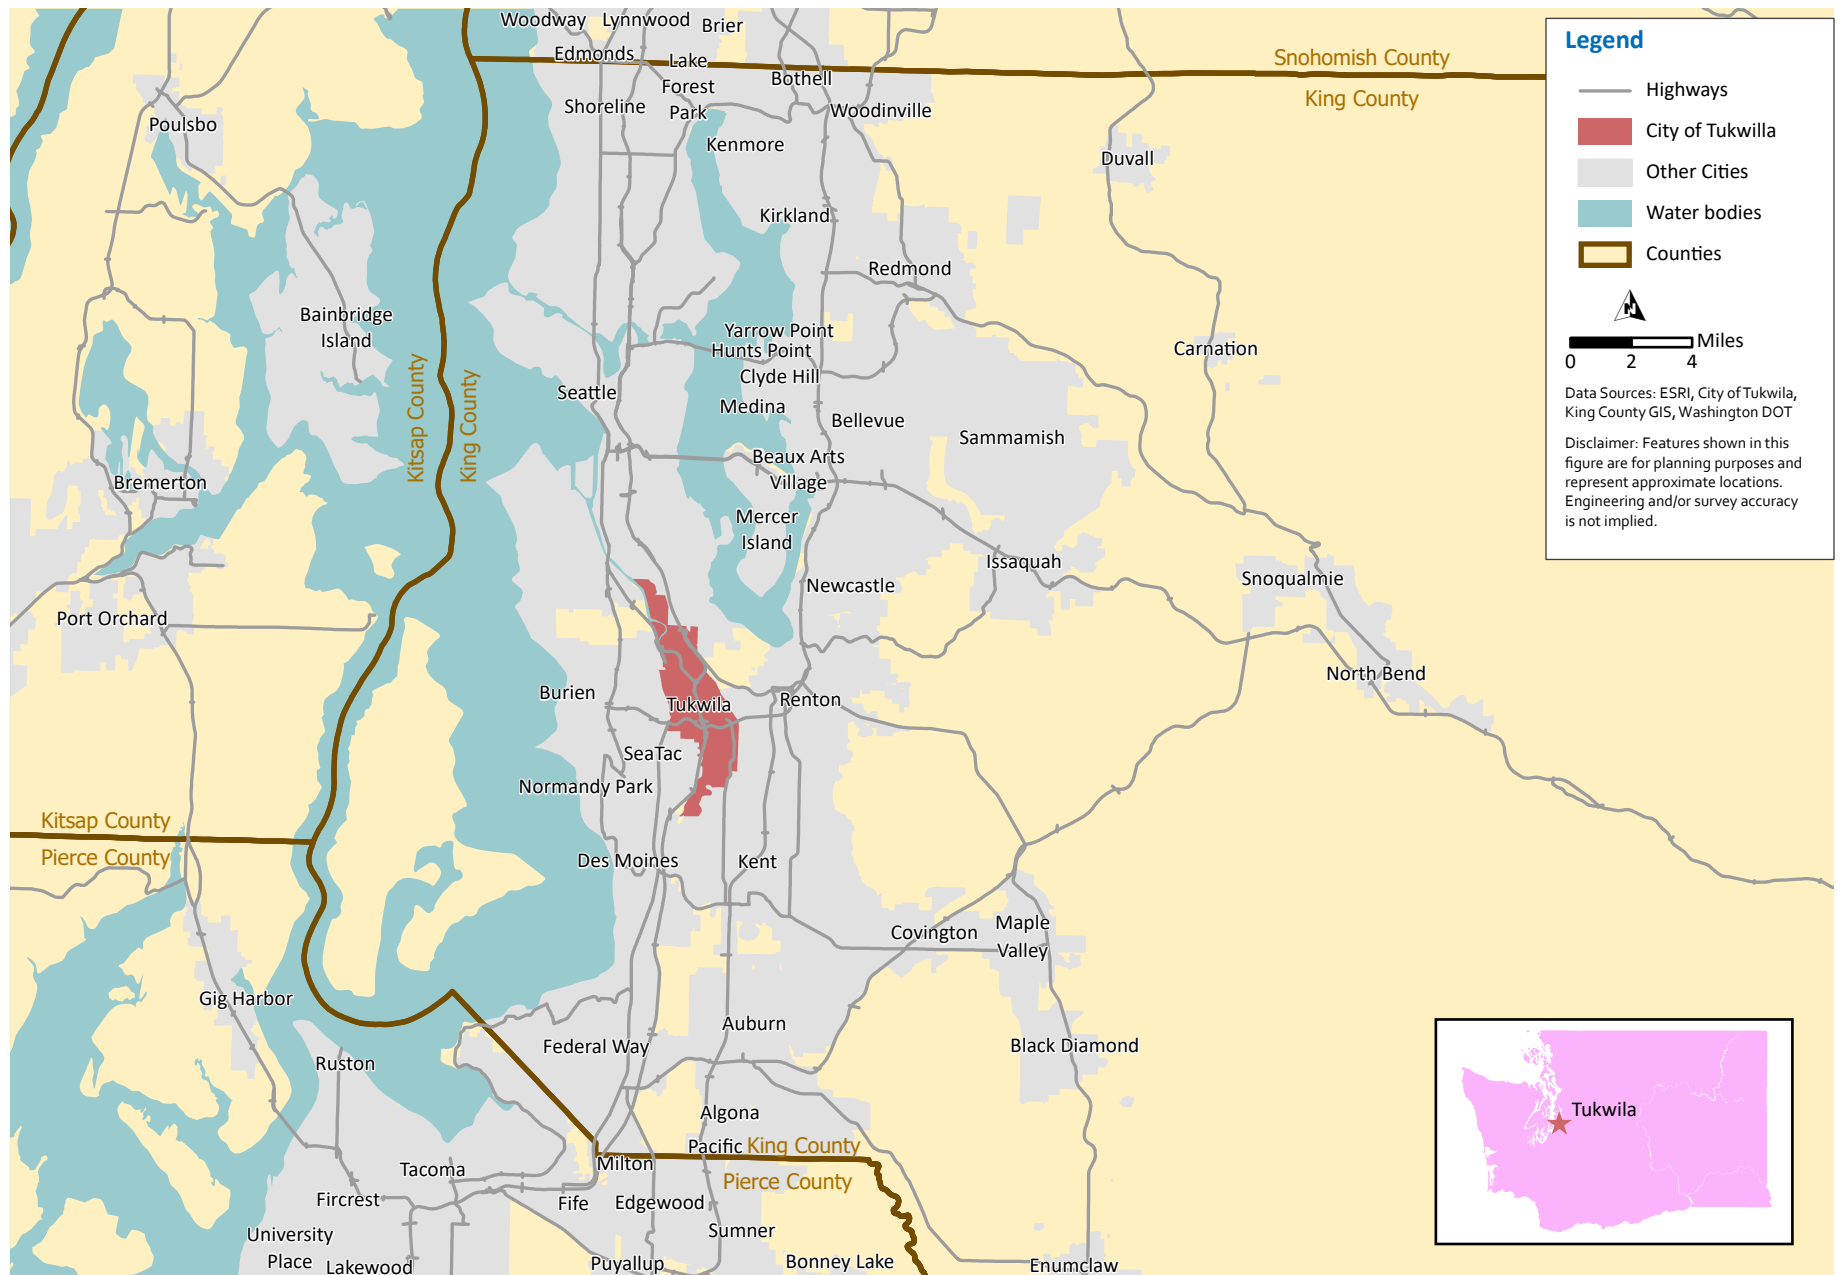 Woodway
Lynnwood
Brier
Edmonds
Lake
Forest
Park
Bothell
Snohomish County
King County
Shoreline
Woodinville
Poulsbo
Kenmore
Duvall
Kirkland
Redmond
Bainbridge
Island
Yarrow Point
Hunts Point
Clyde Hill
Carnation
Kitsap County
King County
Seattle
Medina
Bellevue
Sammamish
Beaux Arts
Village
Bremerton
Mercer
Island
Issaquah
Newcastle
Snoqualmie
Port Orchard
North Bend
Burien
Tukwila
Renton
SeaTac
Normandy Park
Kitsap County
Pierce County
Des Moines
Kent
Covington
Maple
Valley
Gig Harbor
Auburn
Federal Way
Black Diamond
Ruston
Algona
Pacific
King County
Pierce County
Milton
Tacoma
Fircrest
Fife
Edgewood
Sumner
University
Place
Lakewood
Puyallup
Bonney Lake
Enumclaw
Legend
Highways
City of Tukwilla
Other Cities
Water bodies
Counties
N
Miles
0 2 4
Data Sources: ESRI, City of Tukwila,
King County GIS, Washington DOT
Disclaimer: Features shown in this
figure are for planning purposes and
represent approximate locations.
Engineering and/or survey accuracy
is not implied.
Tukwila